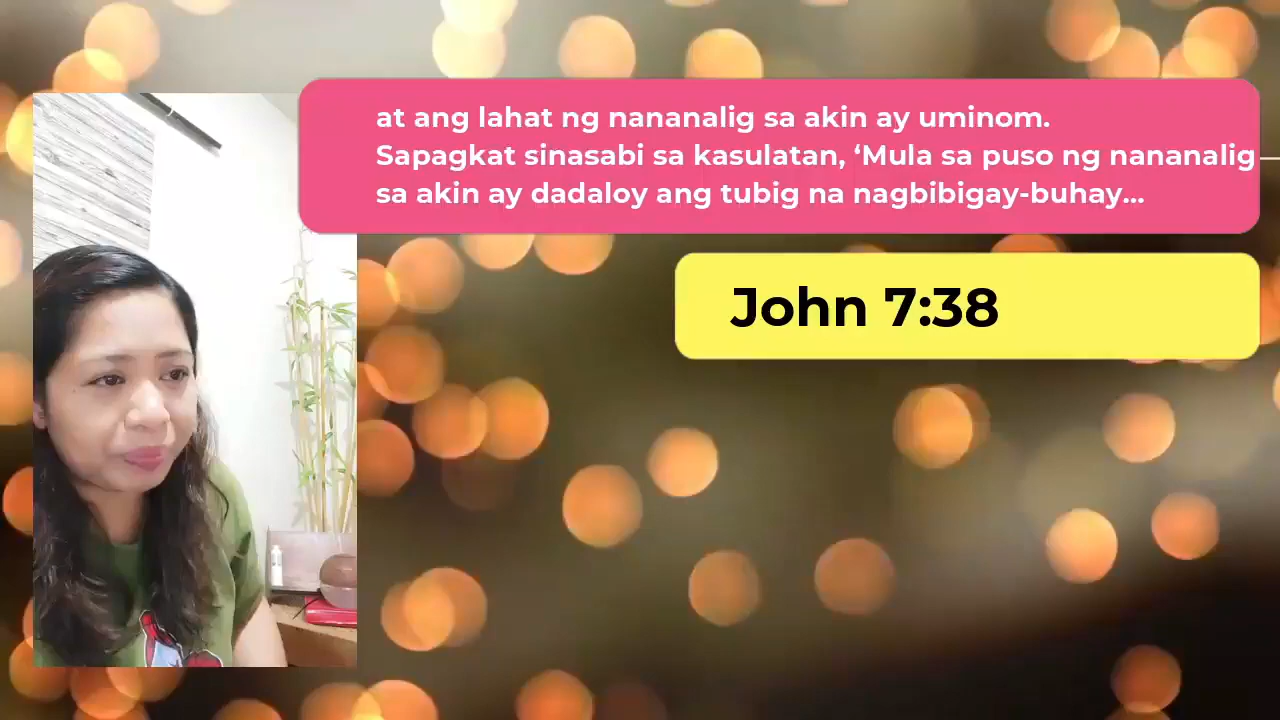 at ang lahat ng nananalig sa akin ay uminom.
Sapagkat sinasabi sa kasulatan, ‘Mula sa puso ng nananalig
sa akin ay dadaloy ang tubig na nagbibigay-buhay...
John 7:38